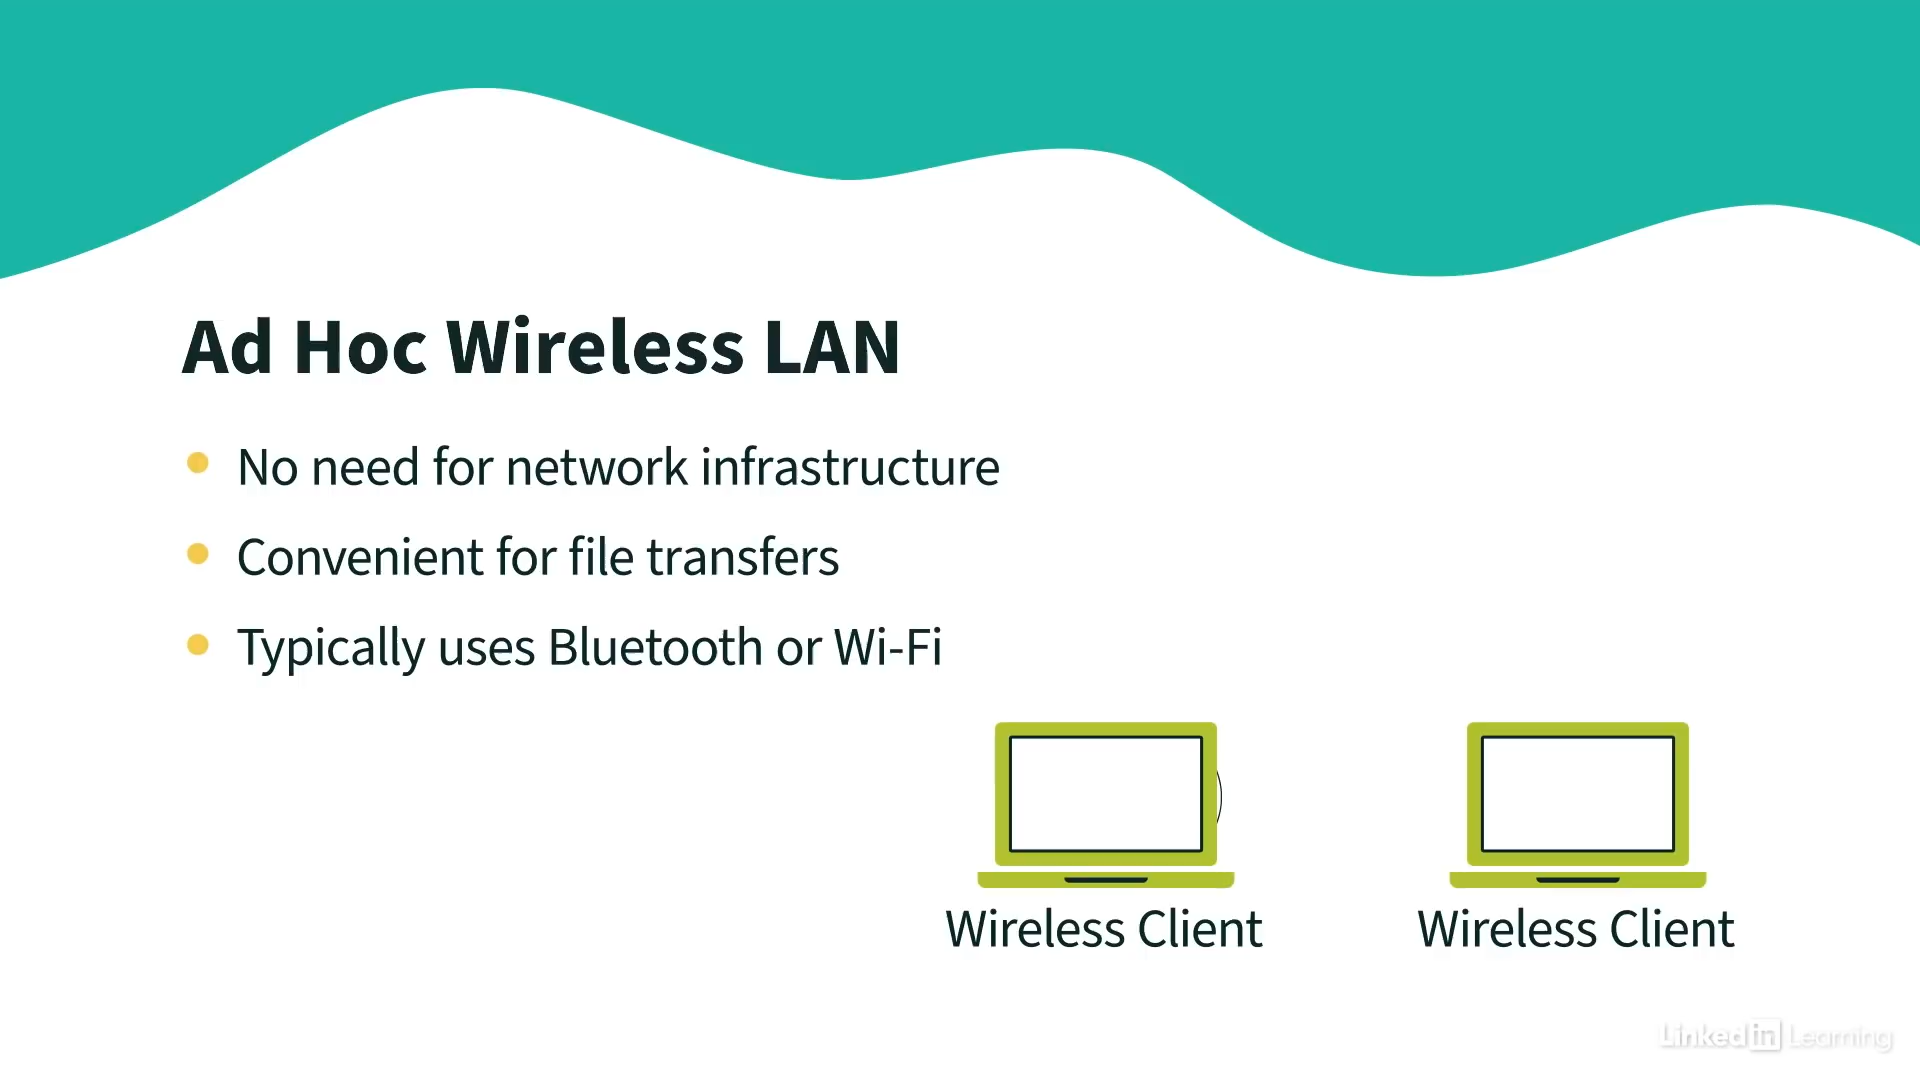 Ad Hoc Wireless LAN
No need for network infrastructure
Convenient for file transfers
Typically uses Bluetooth or Wi-Fi
Wireless Client
Wireless Client
Linked in Learning